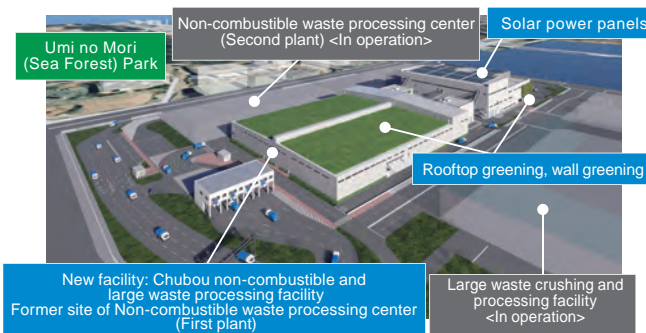 Non-combustible waste processing center
(Second plant) <In operation>
Solar power panels
Umi no Mori
(Sea Forest) Park
Rooftop greening, wall greening
New facility: Chubou non-combustible and
large waste processing facility
Former site of Non-Combustible waste processing center
(First plant)
Large waste crushing and
processing facility
<In operation>